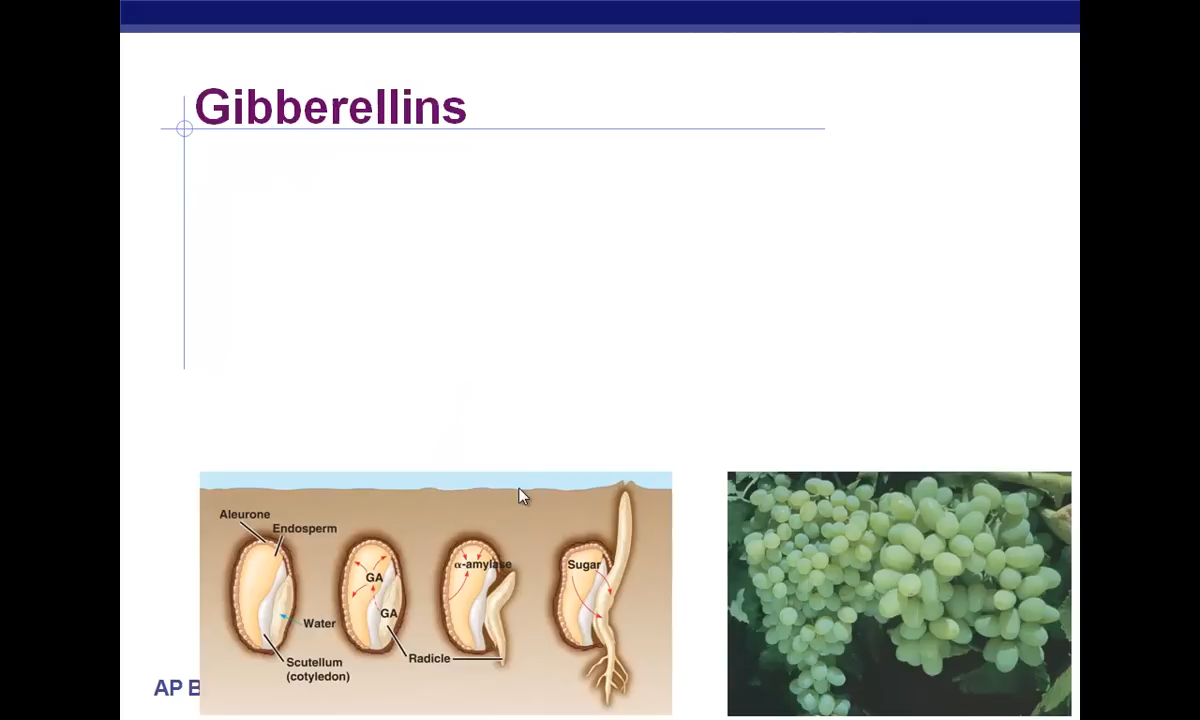 Gibberellins
Aleurone
Endosperm
Water
Scutellum
(cotyledon)
GA
GA
Radicle
α-amylase
Sugar
AP B